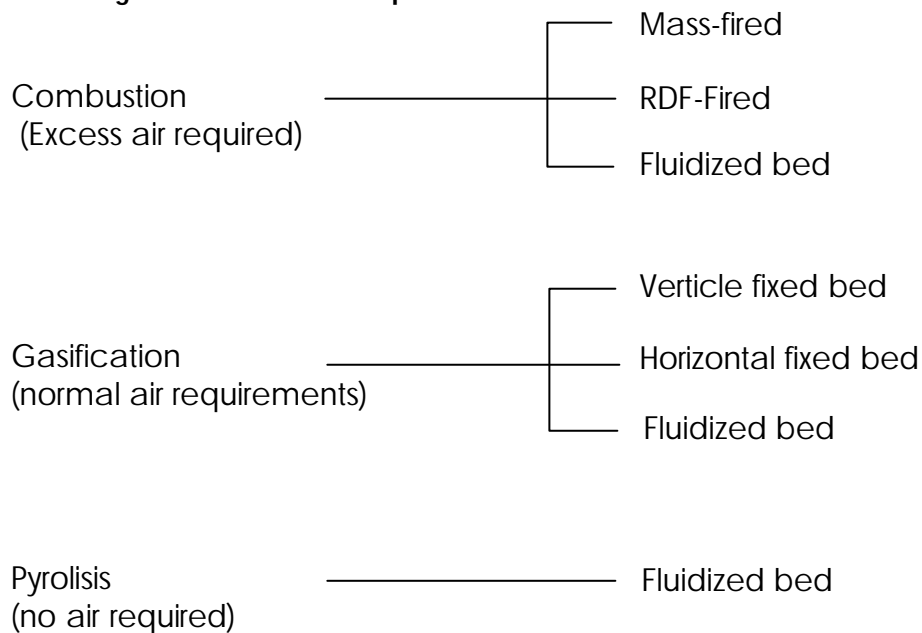 Mass-fired
Combustion
(Excess air required)
RDF-Fired
Fluidized bed
Verticle fixed bed
Gasification
(normal air requirements)
Horizontal fixed bed
Fluidized bed
Pyrolisis
(no air required)
Fluidized bed